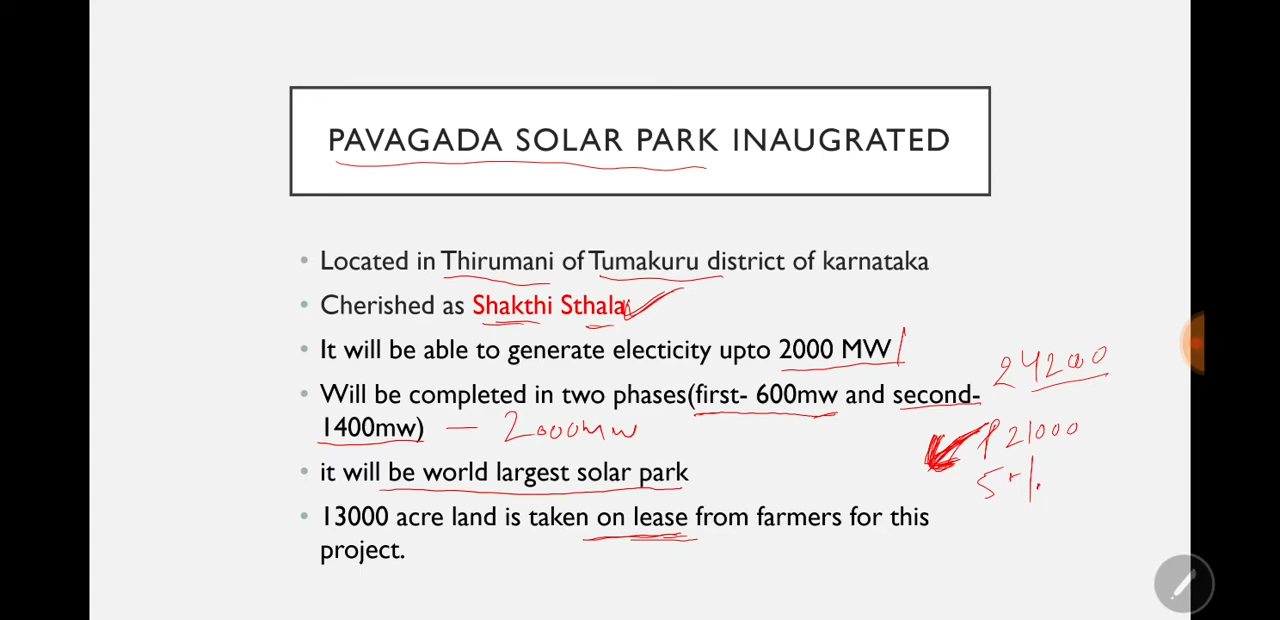 PAVAGADA SOLAR PARK INAUGRATED
• Located in Thirumani of Tumakuru district of karnataka
• Cherished as Shakthi Sthala
• It will be able to generate electicity upto 2000 MW
24200
• Will be completed in two phases(first- 600mw and second-
1400mw) — 2000mw
21000
• it will be world largest solar park
5 %
• 13000 acre land is taken on lease from farmers for this
project.